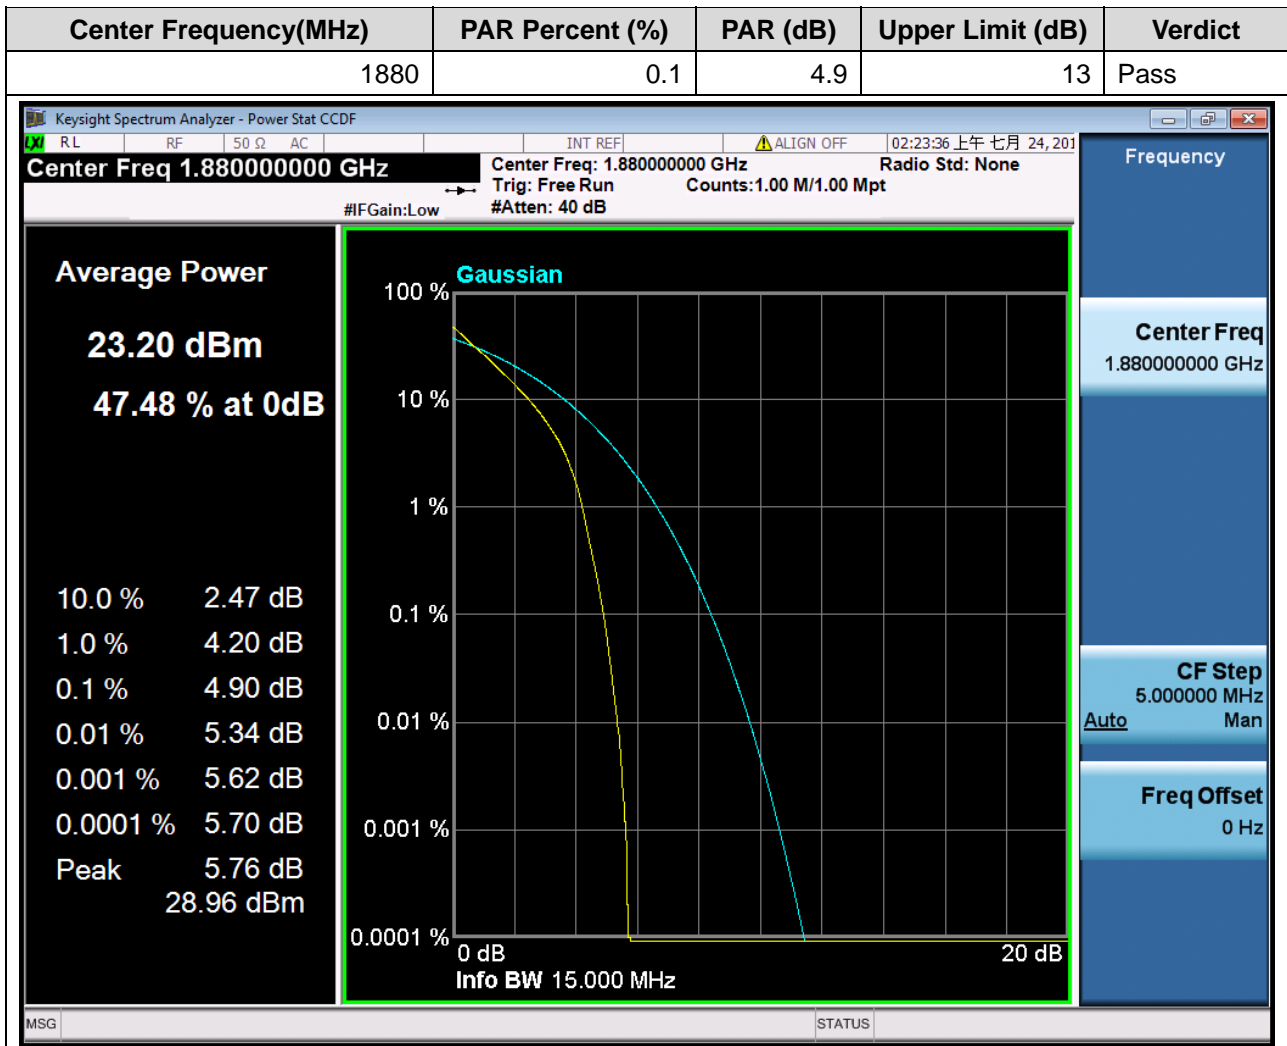 Center Frequency(MHz) PAR Percent (%) PAR (dB) Upper Limit (dB) Verdict
1880 0.1 4.9 13 Pass
Keysight Spectrum Analyzer - Power Stat CCDF
LXI RL RF 50 Ω AC INT REF ALIGN OFF 02:23:36 上午 七月 24, 201
Center Freq 1.880000000 GHz
Center Freq: 1.880000000 GHz Radio Std: None
Trig: Free Run Counts:1.00 M/1.00 Mpt
#IFGain:Low #Atten: 40 dB
Frequency
Average Power
23.20 dBm
47.48 % at 0dB
10.0 % 2.47 dB
1.0 % 4.20 dB
0.1 % 4.90 dB
0.01 % 5.34 dB
0.001 % 5.62 dB
0.0001 % 5.70 dB
Peak 5.76 dB
28.96 dBm
Gaussian
100 %
10 %
1 %
0.1 %
0.01 %
0.001 %
0.0001 %
0 dB 20 dB
Info BW 15.000 MHz
Center Freq
1.880000000 GHz
CF Step
5.000000 MHz
Auto Man
Freq Offset
0 Hz
MSG STATUS